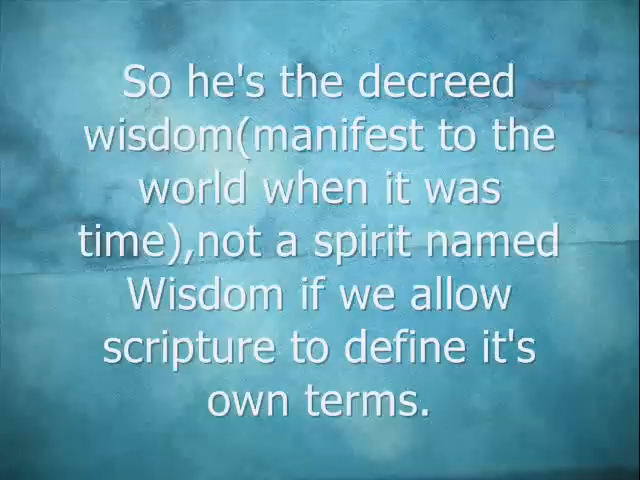 So he's the decreed
wisdom(manifest to the
world when it was
time),not a spirit named
Wisdom if we allow
scripture to define it's
own terms.